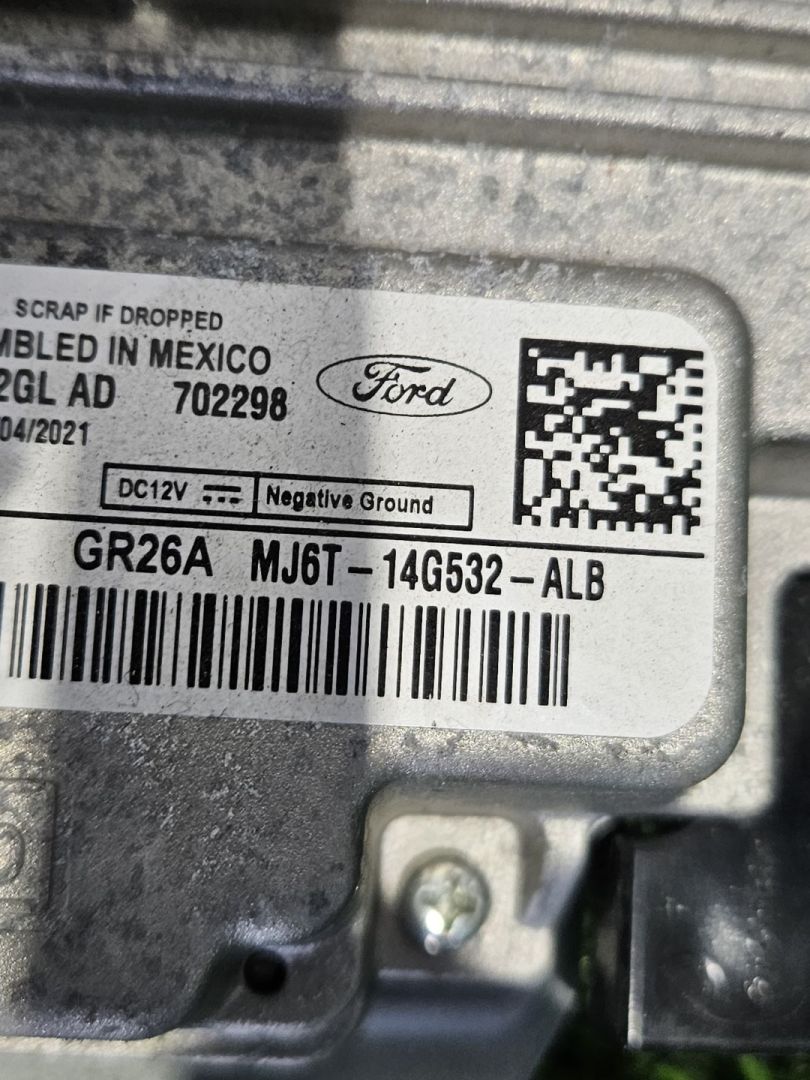 SCRAP IF DROPPED
MBLED IN MEXICO
2GL AD 702298
Ford
04/2021
DC12V Negative Ground
GR26A MJ6T-14G532-ALB